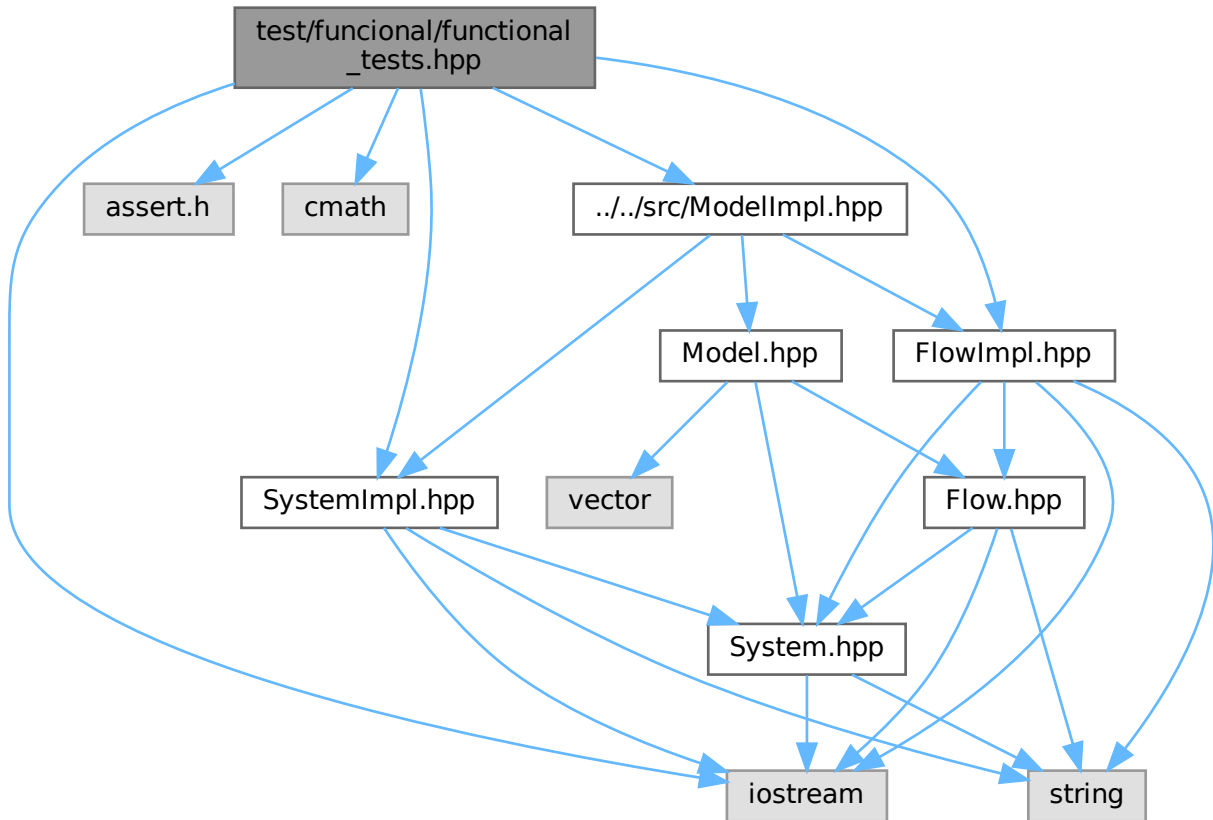 test/funcional/functional
_tests.hpp
assert.h
cmath
../../src/ModelImpl.hpp
Model.hpp
FlowImpl.hpp
SystemImpl.hpp
vector
Flow.hpp
System.hpp
iostream
string